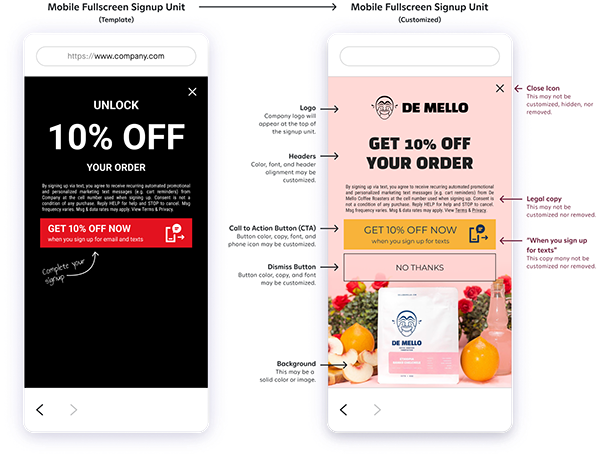 Mobile Fullscreen Signup Unit
(Template)
Mobile Fullscreen Signup Unit
(Customized)
https://www.company.com
UNLOCK
10% OFF
YOUR ORDER
By signing up via text, you agree to receive recurring automated promotional
and personalized marketing text messages (e.g. cart reminders) from
Company at the cell number used when signing up. Consent is not a
condition of any purchase. Reply HELP for help and STOP to cancel. Msg
frequency varies. Msg & data rates may apply. View Terms & Privacy.
GET 10% OFF NOW
when you sign up for email and texts
Complete your
signup
Logo
Company logo will
appear at the top of
the signup unit.
Headers
Color, font, and header
alignment may be
customized.
Call to Action Button (CTA)
Button color, copy, font, and
phone icon may be customized.
Dismiss Button
Button color, copy, and font
may be customized.
Background
This may be a
solid color or image.
DE MELLO
GET 10% OFF
YOUR ORDER
By signing up via text, you agree to receive recurring automated promotional
and personalized marketing text messages (e.g. cart reminders) from De
Mello Coffee Roasters at the cell number used when signing up. Consent is
not a condition of any purchase. Reply HELP for help and STOP to cancel.
Msg frequency varies. Msg & data rates may apply. View Terms & Privacy.
GET 10% OFF NOW
when you sign up for texts
NO THANKS
DE MELLO
Close Icon
This may not be
customized, hidden, nor
removed.
Legal copy
This may not be
customized nor removed.
"When you sign up
for texts"
This copy mony not be
customized nor removed.